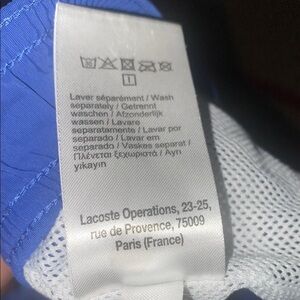 Laver séparément / Wash
separately / Getrennt
waschen / Afzonderlijk
wassen / Lavare
separatamente / Lavar por
separado / Lavar em
separado / Vaskes separat /
Πλένεται ξεχωριστά / Ayrı
yıkayın
Lacoste Operations, 23-25,
rue de Provence, 75009
Paris (France)